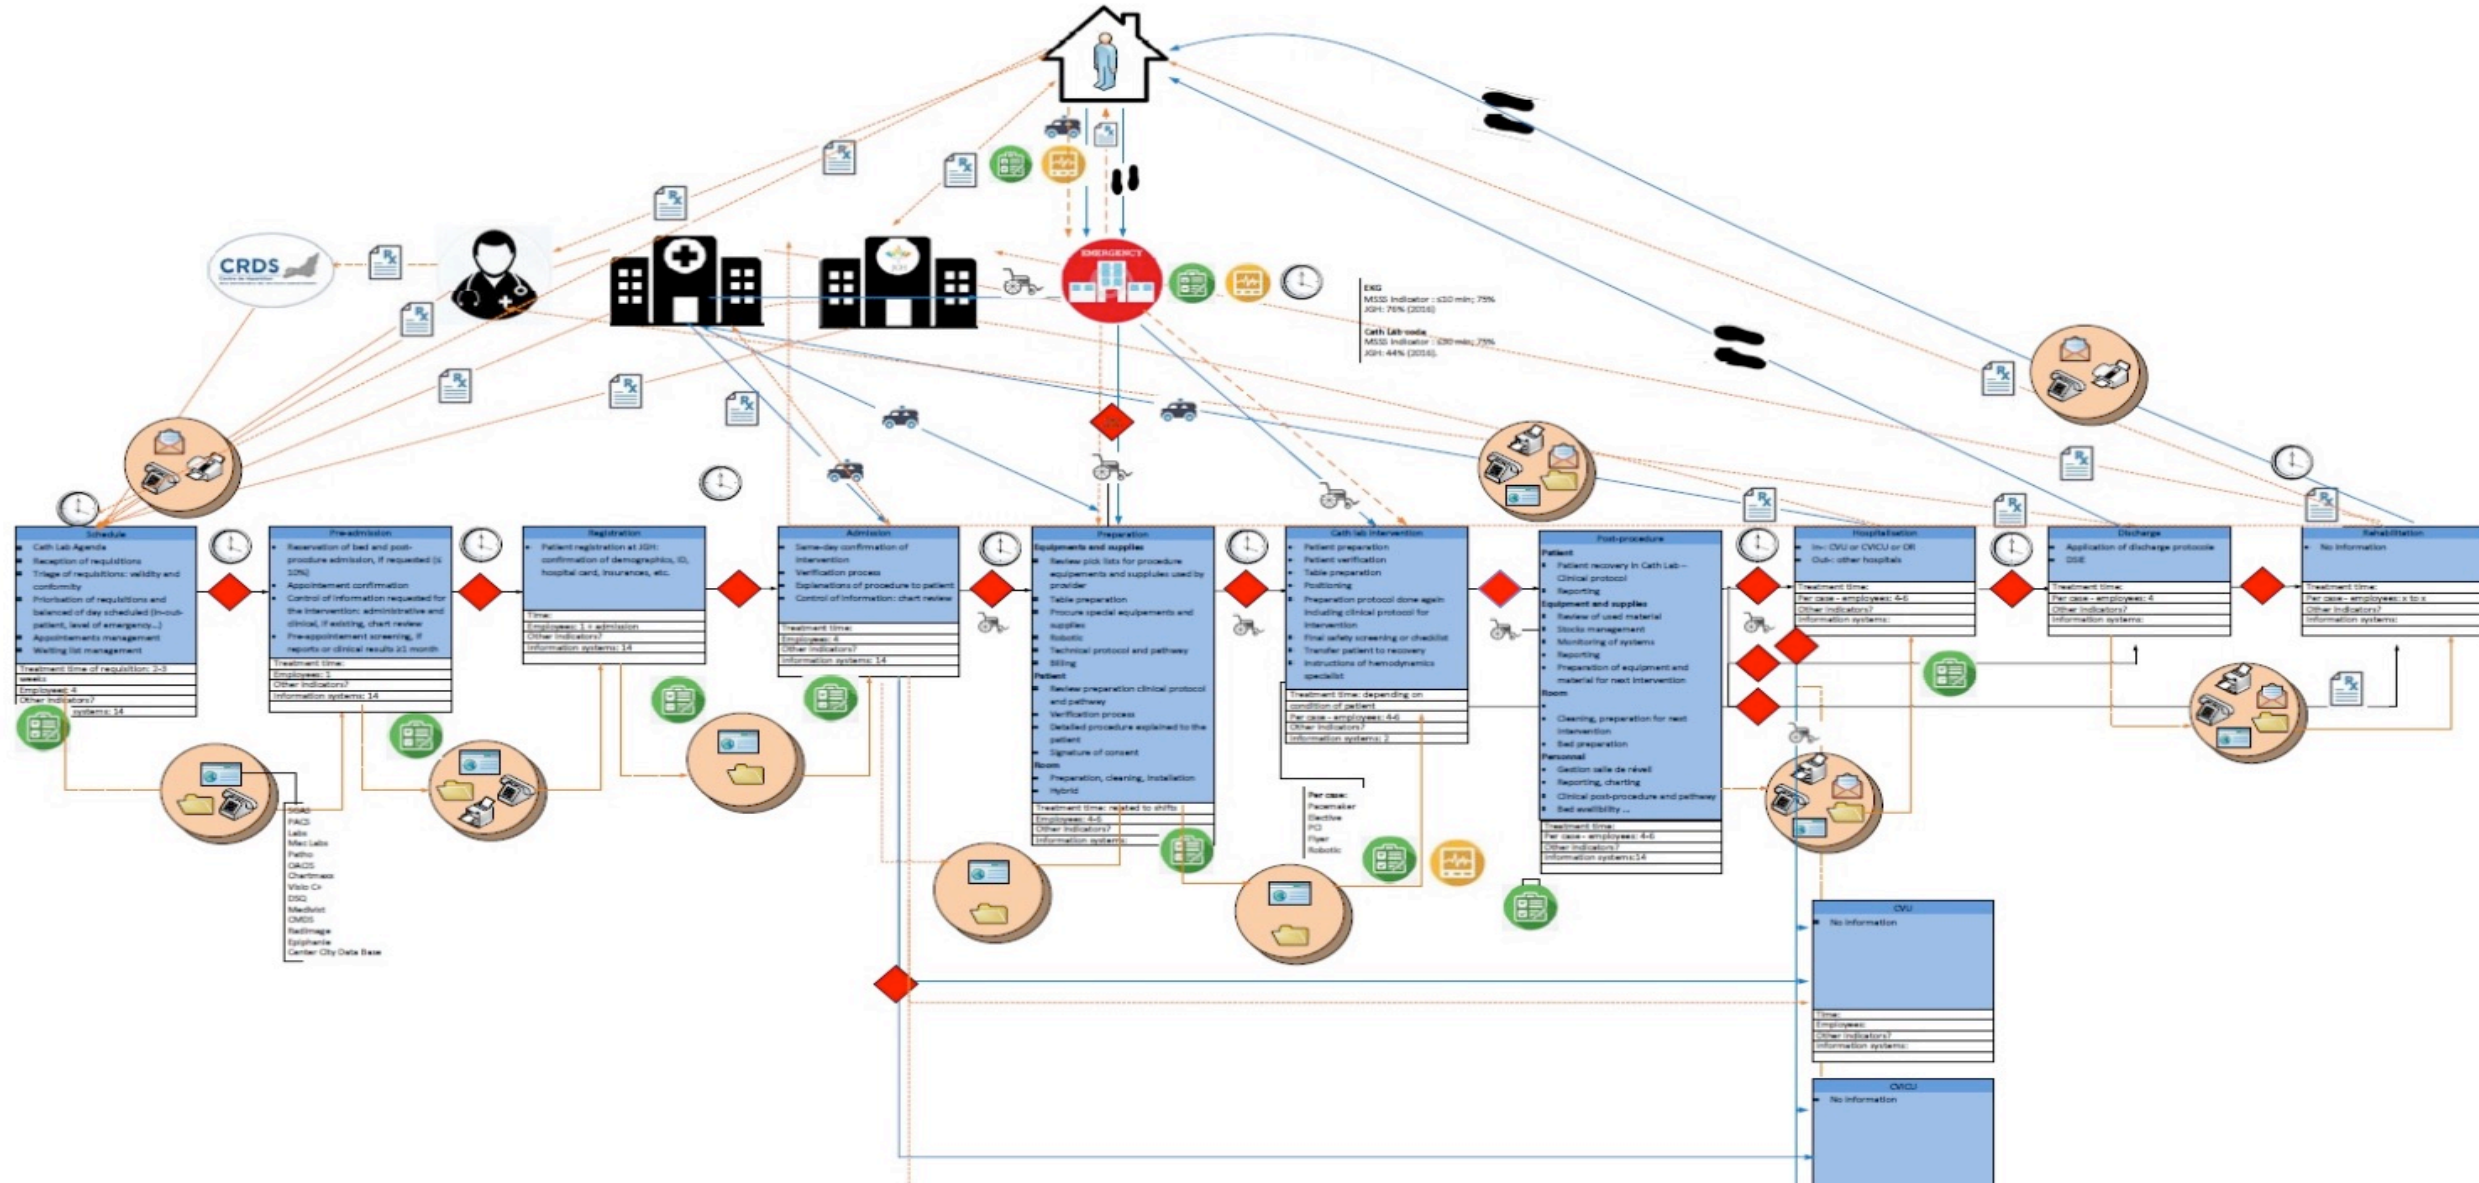 EMERGENCY
CRDS
JGH
EKG
MSSS Indicator : ≤10 min; 75%
JGH: 76% (2016)
Cath Lab code
MSSS Indicator : ≤30 min; 75%
JGH: 44% (2016).
Schedule
Cath Lab Agenda
Reception of requisitions
Triage of requisitions: validity and
conformity
Priorisation of requisitions and
balanced of day scheduled (in-out-
patient, level of emergency...)
Appointements management
Waiting list management
Treatment time of requisition: 2-3
weeks
Employees: 4
Other indicators?
systems: 14
Pre-admission
Reservation of bed and post-
procedure admission, if requested (≤
10%)
Appointement confirmation
Control of information requested for
the intervention: administrative and
clinical, if existing, chart review
Pre-appointement screening, if
reports or clinical results ≥1 month
Treatment time:
Employees: 1
Other indicators?
Information systems: 14
Registration
Patient registration at JGH:
confirmation of demographics, ID,
hospital card, insurances, etc.
Time:
Employees: 1 + admission
Other indicators?
Information systems: 14
Admission
Same-day confirmation of
intervention
Verification process
Explanations of procedure to patient
Control of information: chart review
Treatment time:
Employees: 4
Other indicators?
Information systems: 14
Preparation
Equipments and supplies
Review pick lists for procedure
equipements and supplules used by
provider
Table preparation
Procure special equipements and
supplies
Robotic
Technical protocol and pathway
Billing
Patient
Review preparation clinical protocol
and pathway
Verification process
Detailed procedure explained to the
patient
Signature of consent
Room
Preparation, cleaning, installation
Hybrid
Treatment time: related to shifts
Employees: 4-6
Other indicators?
Information systems:
Cath lab intervention
Patient preparation
Patient verification
Table preparation
Positioning
Preparation protocol done again
including clinical protocol for
intervention
Final safety screening or checklist
Transfer patient to recovery
Instructions of hemodynamics
specialist
Treatment time: depending on
condition of patient
Per case - employees: 4-6
Other indicators?
Information systems: 2
Post-procedure
Patient
Patient recovery in Cath Lab –
Clinical protocol
Reporting
Equipment and supplies
Review of used material
Stocks management
Monitoring of systems
Reporting
Preparation of equipment and
material for next intervention
Room
Cleaning, preparation for next
intervention
Bed preparation
Personnel
Gestion salle de réveil
Reporting, charting
Clinical post-procedure and pathway
Bed availibility ...
Treatment time:
Per case - employees: 4-6
Other indicators?
Information systems:14
Hospitalisation
In-: CVU or CVICU or OR
Out-: other hospitals
Treatment time:
Per case - employees: 4-6
Other indicators?
Information systems:
Discharge
Application of discharge protocole
DSIE
Treatment time:
Per case - employees: 4
Other indicators?
Information systems:
Rehabilitation
No information
Treatment time:
Per case - employees: x to x
Other indicators?
Information systems:
PACS
Labs
Mac Labs
Patho
OACIS
Chartmaxx
Visio C+
DSQ
Medivisit
CMDS
Radimage
Epiphanie
Center City Data Base
Per case:
Pacemaker
Elective
PCI
Flyer
Robotic
CVU
No information
Time:
Employees:
Other indicators?
Information systems:
CVICU
No information